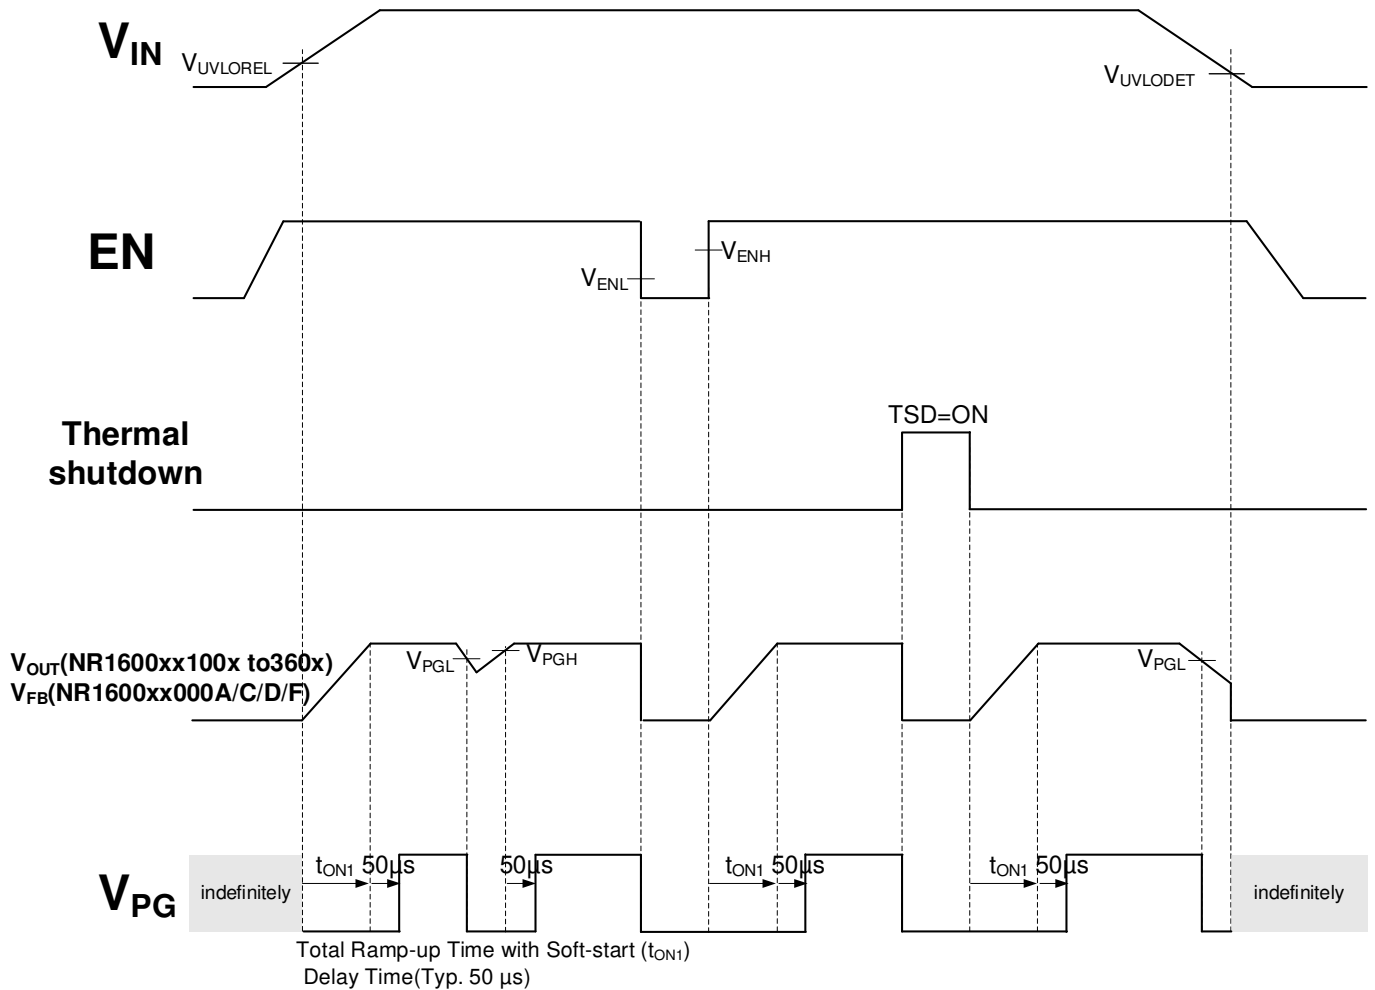 VIN
VUVLOREL
VUVLODET
EN
VENL
VENH
TSD=ON
Thermal
shutdown
VOUT(NR1600xx100x to360x)
VFB(NR1600xx000A/C/D/F)
VPGL
VPGH
VPGL
VPG
indefinitely
tON1 50μs
50μs
tON1 50μs
tON1 50μs
indefinitely
Total Ramp-up Time with Soft-start (tON1)
Delay Time(Typ. 50 μs)